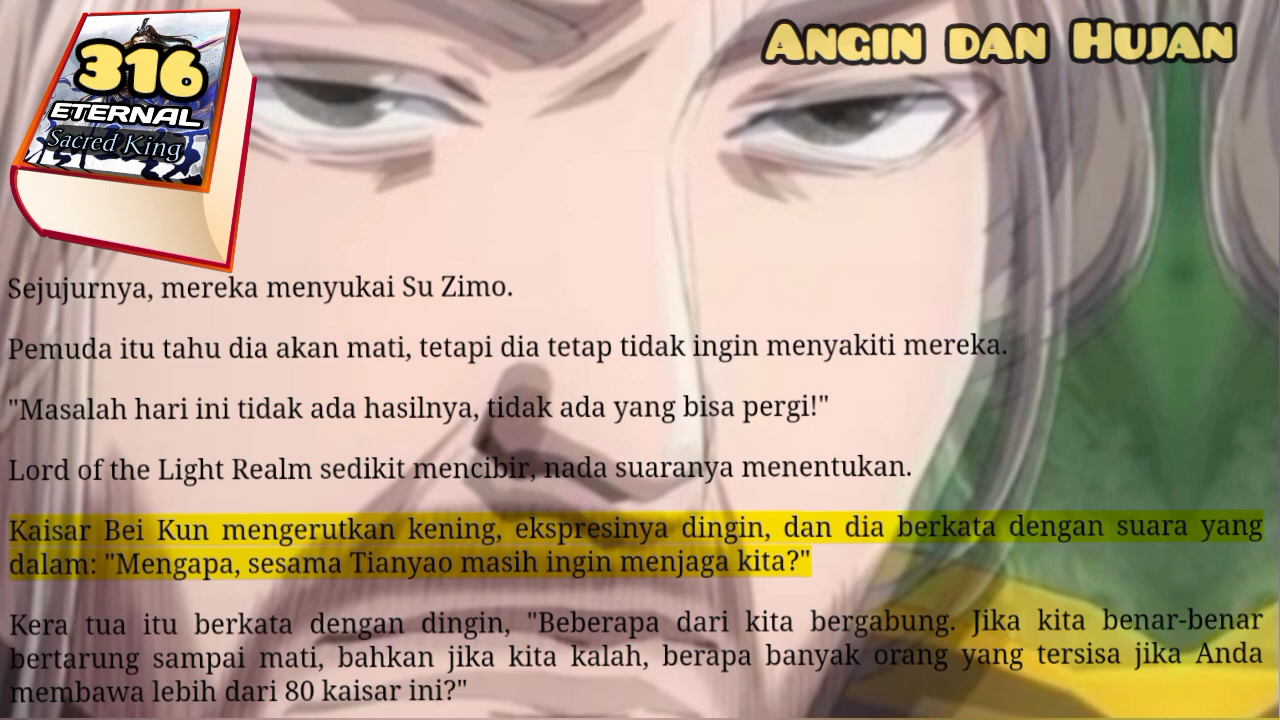 316
ETERNAL
Sacred King
ANGIN DAN HUJAN
Sejujurnya, mereka menyukai Su Zimo.
Pemuda itu tahu dia akan mati, tetapi dia tetap tidak ingin menyakiti mereka.
"Masalah hari ini tidak ada hasilnya, tidak ada yang bisa pergi!"
Lord of the Light Realm sedikit mencibir, nada suaranya menentukan.
Kaisar Bei Kun mengerutkan kening, ekspresinya dingin, dan dia berkata dengan suara yang
dalam: "Mengapa, sesama Tianyao masih ingin menjaga kita?"
Kera tua itu berkata dengan dingin, "Beberapa dari kita bergabung. Jika kita benar-benar
bertarung sampai mati, bahkan jika kita kalah, berapa banyak orang yang tersisa jika Anda
membawa lebih dari 80 kaisar ini?"